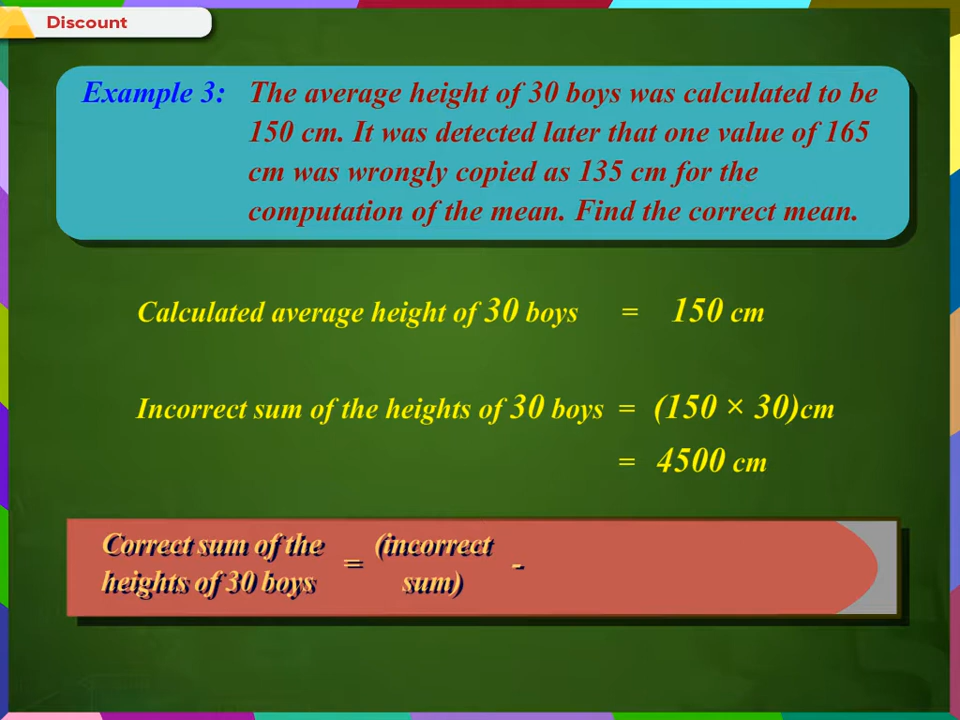 Discount
Example 3: The average height of 30 boys was calculated to be
150 cm. It was detected later that one value of 165
cm was wrongly copied as 135 cm for the
computation of the mean. Find the correct mean.
Calculated average height of 30 boys = 150 cm
Incorrect sum of the heights of 30 boys = (150 × 30)cm
= 4500 cm
Correct sum of the heights of 30 boys = (incorrect sum) -